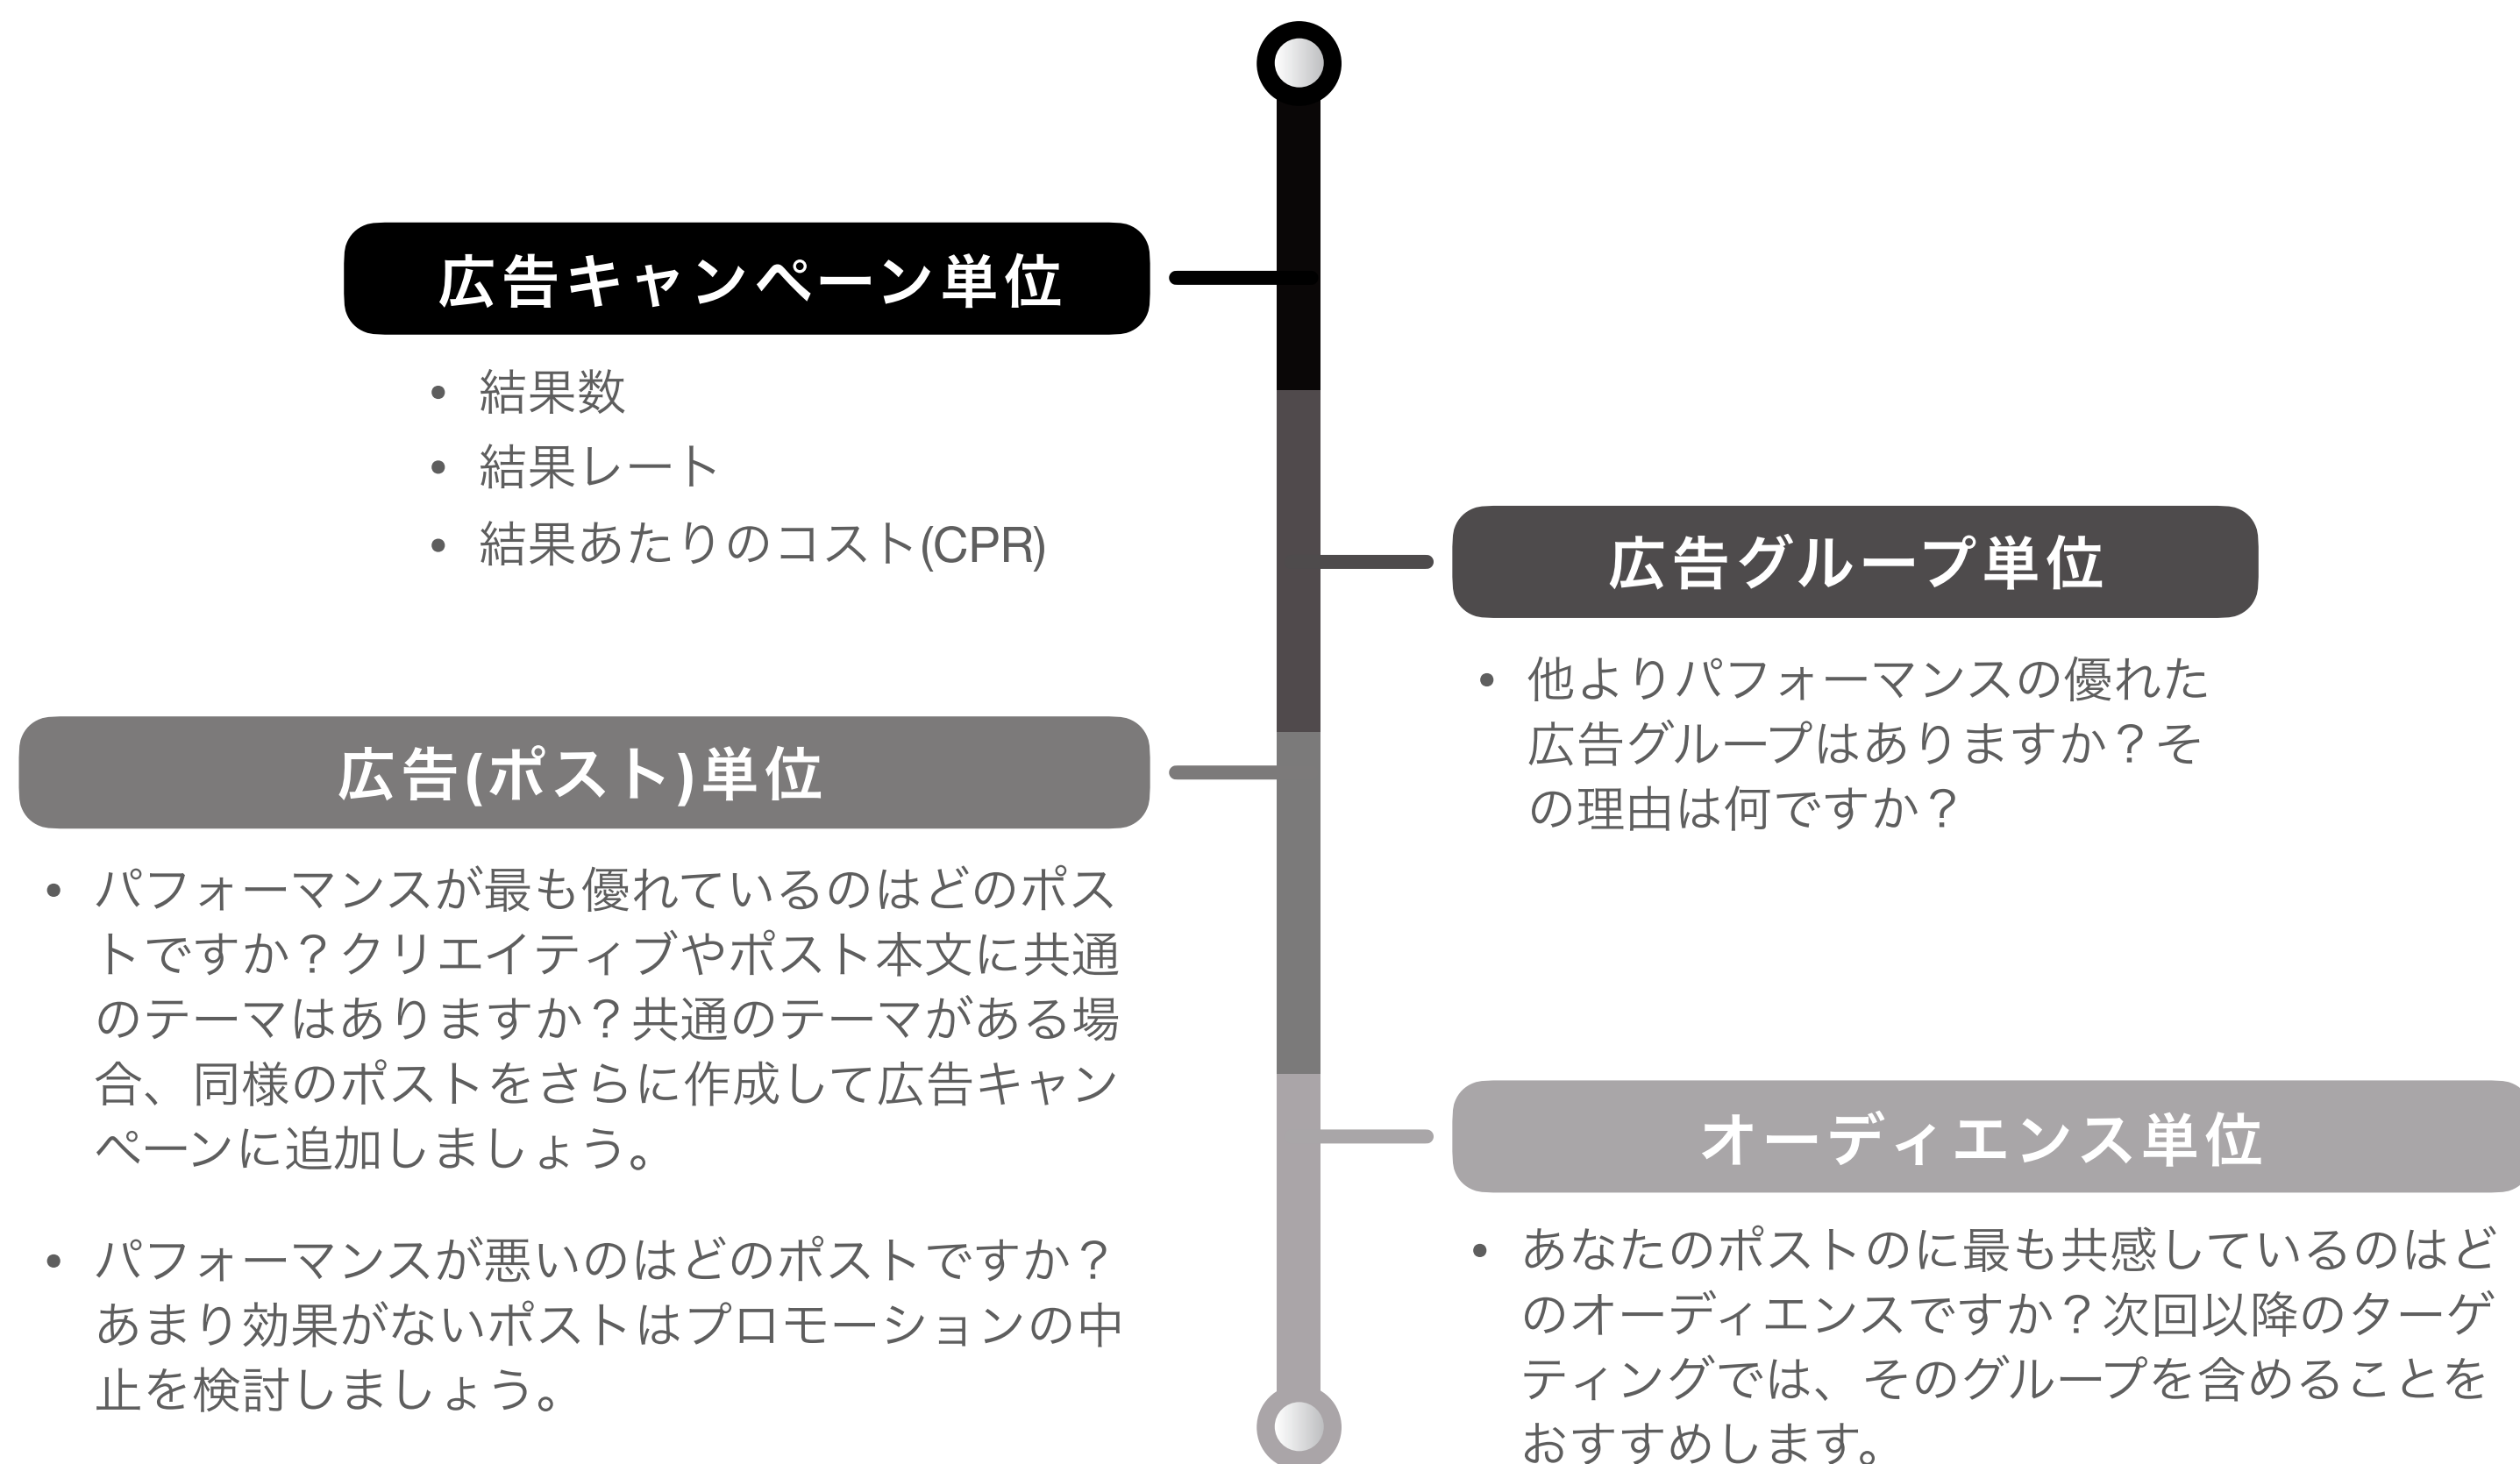 広告キャンペーン単位
• 結果数
• 結果レート
• 結果あたりのコスト(CPR)
広告グループ単位
• 他よりパフォーマンスの優れた
広告グループはありますか？そ
の理由は何ですか？
広告(ポスト)単位
• パフォーマンスが最も優れているのはどのポス
トですか？クリエイティブやポスト本文に共通
のテーマはありますか？共通のテーマがある場
合、同様のポストをさらに作成して広告キャン
ペーンに追加しましょう。
• パフォーマンスが悪いのはどのポストですか？
あまり効果がないポストはプロモーションの中
止を検討しましょう。
オーディエンス単位
• あなたのポストのに最も共感しているのはど
のオーディエンスですか？次回以降のターゲ
ティングでは、そのグループを含めることを
おすすめします。